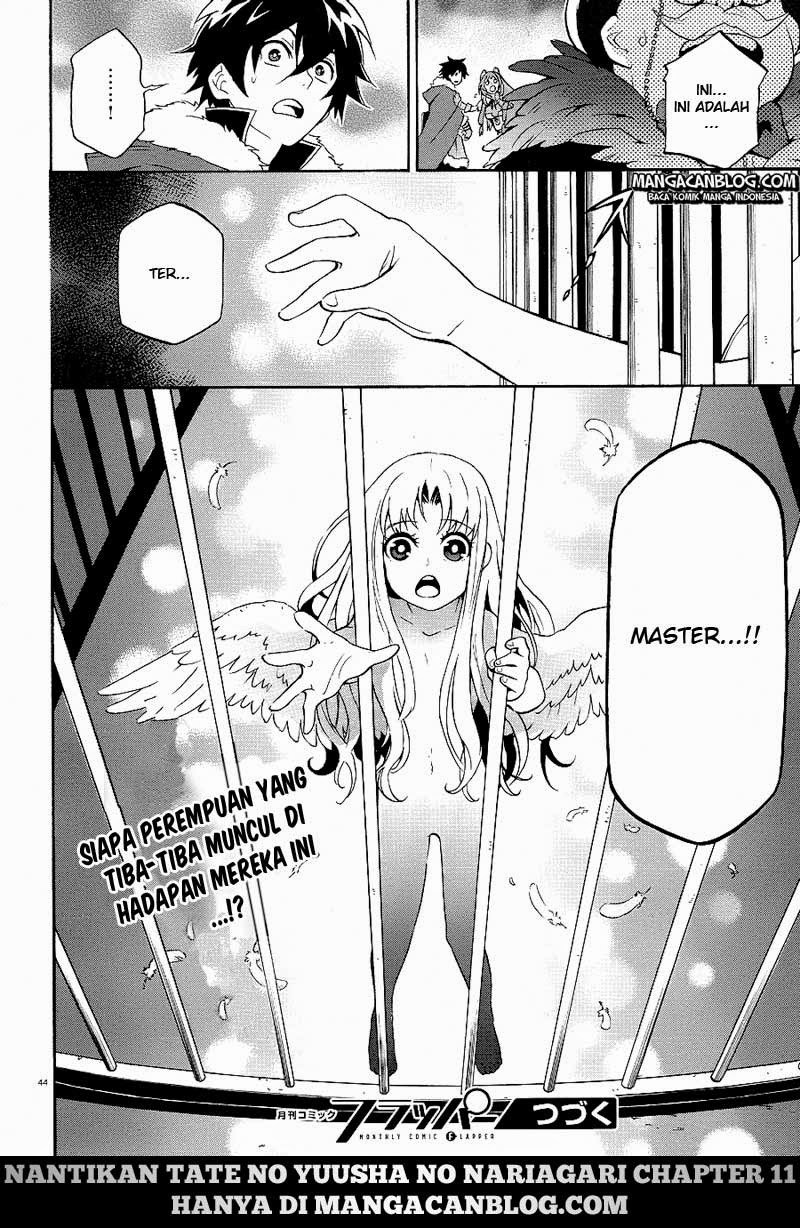 ......!
INI...
INI ADALAH
...
MANGACANBLOG.COM
BACA KOMIK MANGA INDONESIA
TER...
MASTER...!!
SIAPA PEREMPUAN YANG
TIBA-TIBA MUNCUL DI
HADAPAN MEREKA INI
...!?
44
月刊コミック
フラッパー
MONTHLY COMIC FLAPPER
つづく
NANTIKAN TATE NO YUUSHA NO NARIAGARI CHAPTER 11
HANYA DI MANGACANBLOG.COM